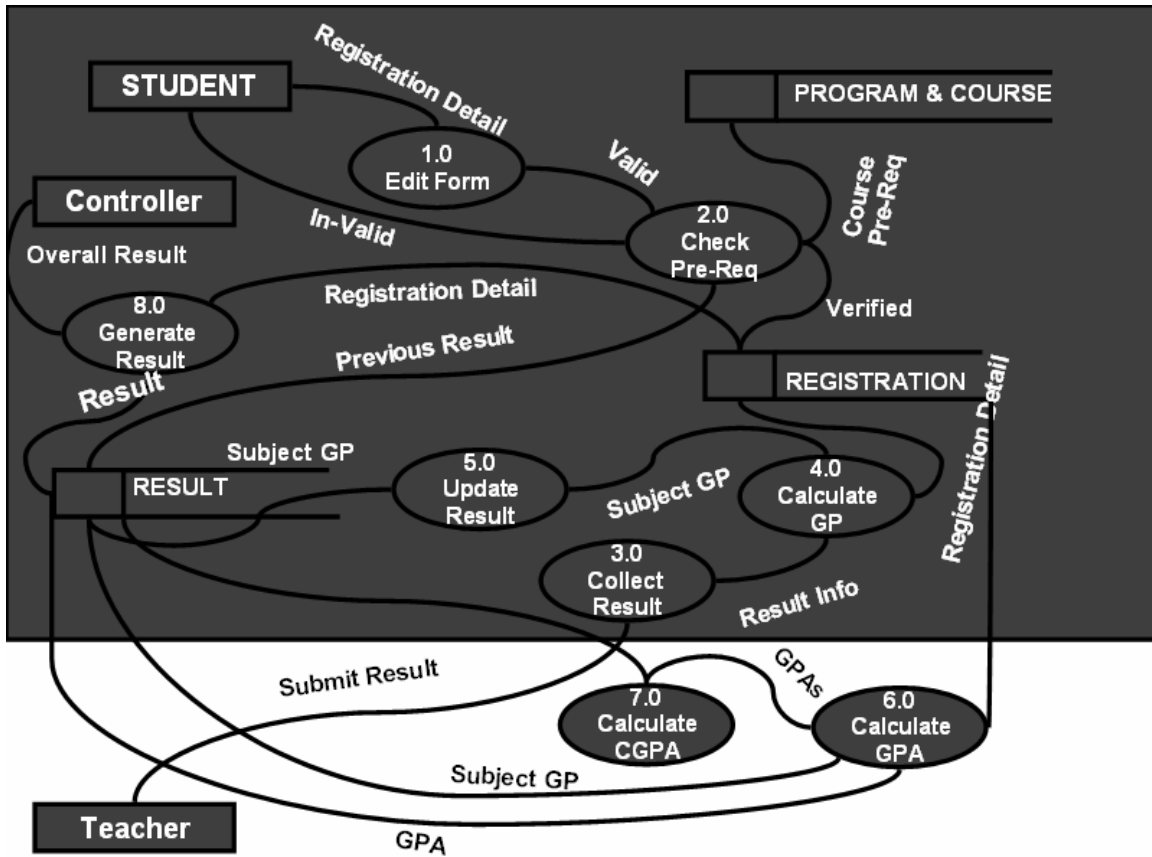 STUDENT
Registration Detail
PROGRAM & COURSE
1.0
Edit Form
Valid
Course
Pre-Req
Controller
In-Valid
2.0
Check
Pre-Req
Overall Result
Registration Detail
8.0
Generate
Result
Verified
Previous Result
Result
REGISTRATION
Registration Detail
Subject GP
RESULT
5.0
Update
Result
Subject GP
4.0
Calculate
GP
3.0
Collect
Result
Result Info
Submit Result
GPAs
7.0
Calculate
CGPA
6.0
Calculate
GPA
Subject GP
Teacher
GPA